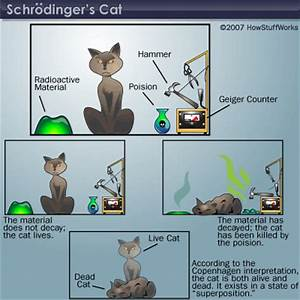 Schrödinger's Cat
©2007 HowStuffWorks
Hammer
Radioactive
Material
Poision
Geiger Counter
The material
does not decay;
the cat lives.
The material has
decayed; the cat
has been killed by
the poision.
Live Cat
Dead
Cat
According to the
Copenhagen interpretation,
the cat is both alive and
dead. It exists in a state of
"superposition."